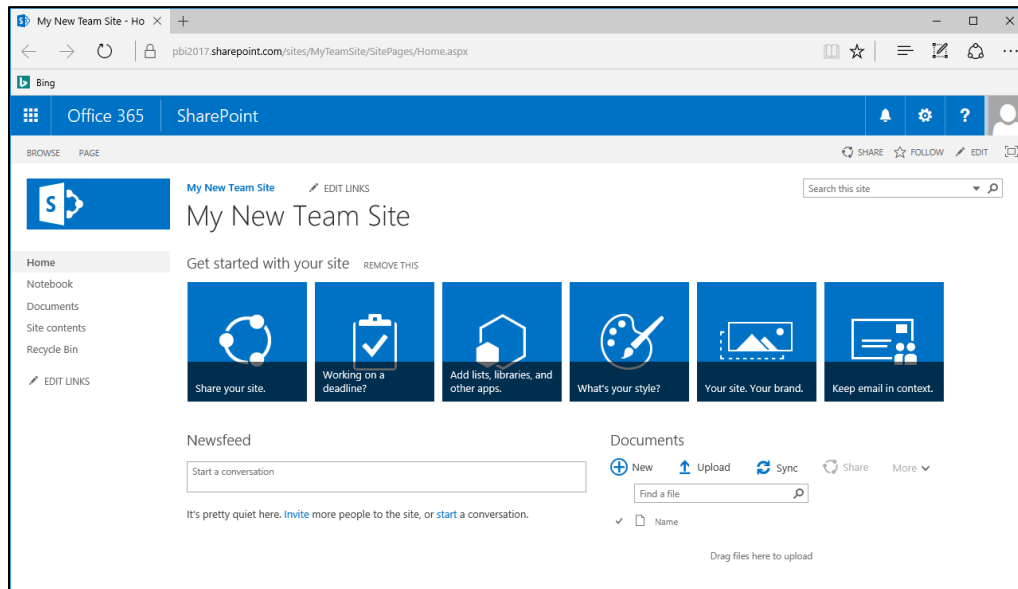 My New Team Site - Ho
pbi2017.sharepoint.com/sites/MyTeamSite/SitePages/Home.aspx
Bing
Office 365 SharePoint ?
BROWSE PAGE SHARE FOLLOW EDIT
S
My New Team Site EDIT LINKS Search this site
My New Team Site
Home
Notebook
Documents
Site contents
Recycle Bin
EDIT LINKS
Get started with your site REMOVE THIS
Share your site.
Working on a
deadline?
Add lists, libraries, and
other apps.
What's your style?
Your site. Your brand.
Keep email in context.
Newsfeed
Start a conversation
It's pretty quiet here. Invite more people to the site, or start a conversation.
Documents
New Upload Sync Share More
Find a file
Name
Drag files here to upload